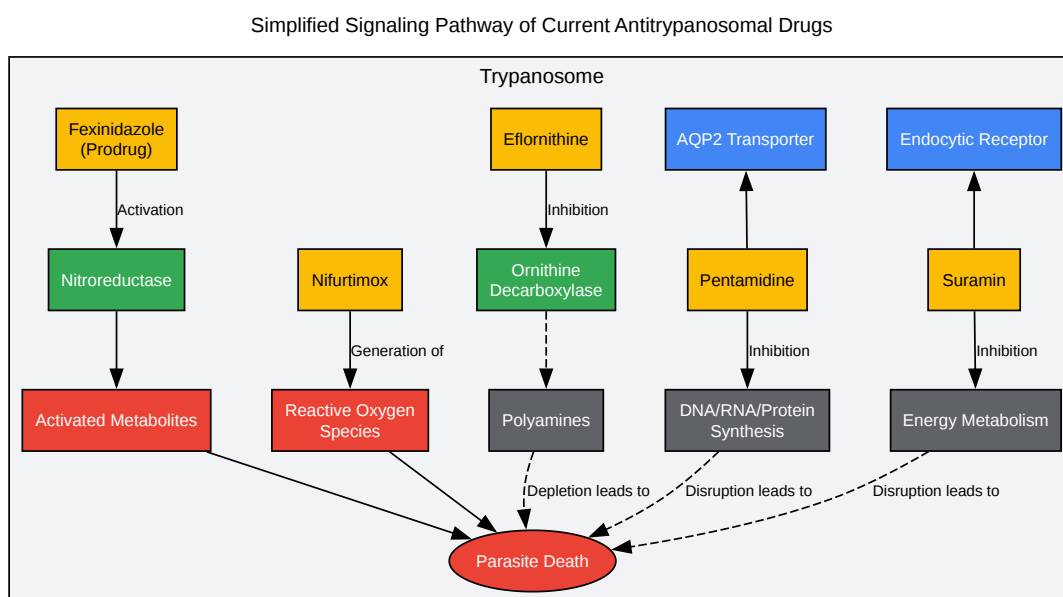 Simplified Signaling Pathway of Current Antitrypanosomal Drugs
Trypanosome
Fexinidazole
(Prodrug)
Eflornithine
AQP2 Transporter
Endocytic Receptor
Activation
Inhibition
Nitroreductase
Nifurtimox
Ornithine
Decarboxylase
Pentamidine
Suramin
Generation of
Inhibition
Inhibition
Activated Metabolites
Reactive Oxygen
Species
Polyamines
DNA/RNA/Protein
Synthesis
Energy Metabolism
Depletion leads to
Disruption leads to
Disruption leads to
Parasite Death